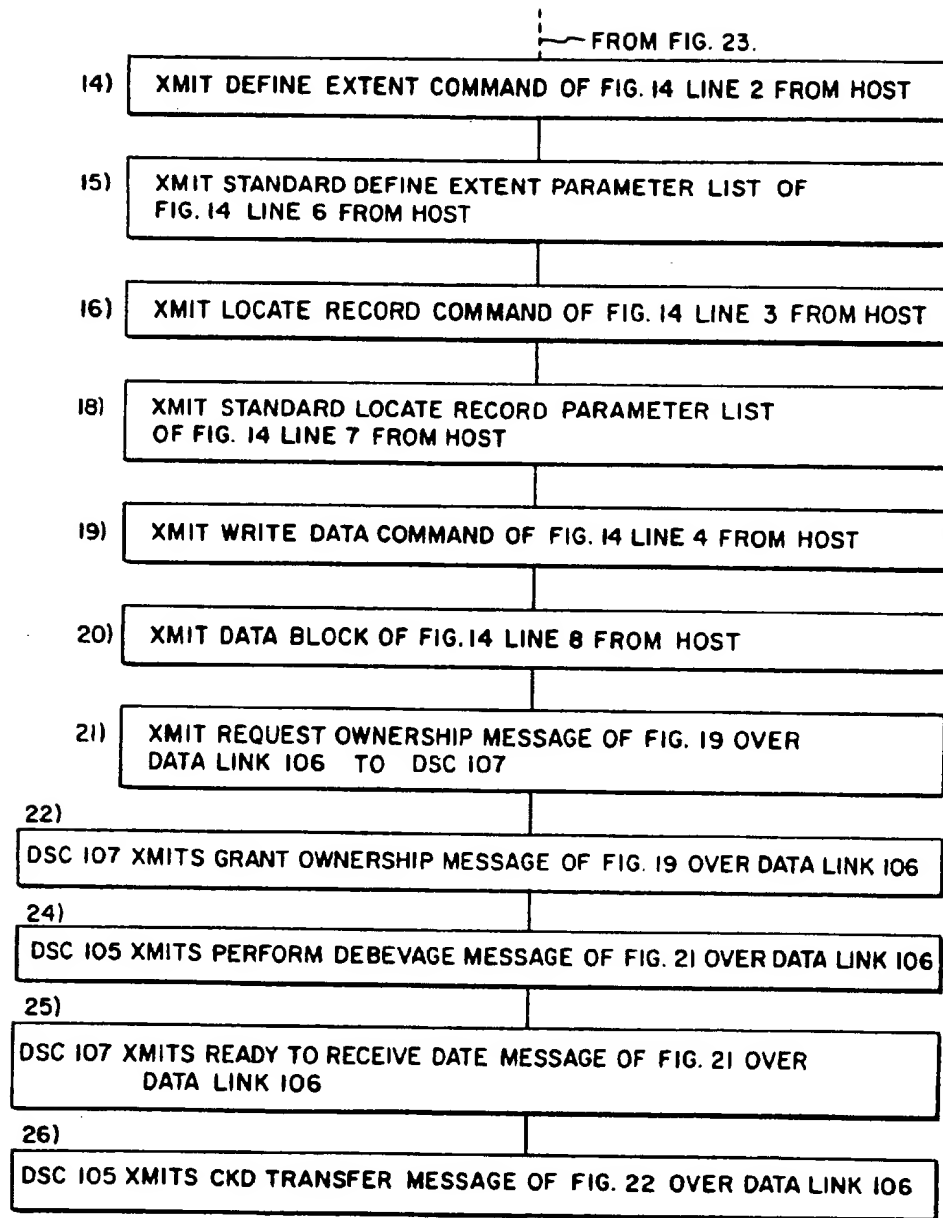 FROM FIG. 23.
14) XMIT DEFINE EXTENT COMMAND OF FIG. 14 LINE 2 FROM HOST
15) XMIT STANDARD DEFINE EXTENT PARAMETER LIST OF
FIG. 14 LINE 6 FROM HOST
16) XMIT LOCATE RECORD COMMAND OF FIG. 14 LINE 3 FROM HOST
18) XMIT STANDARD LOCATE RECORD PARAMETER LIST
OF FIG. 14 LINE 7 FROM HOST
19) XMIT WRITE DATA COMMAND OF FIG. 14 LINE 4 FROM HOST
20) XMIT DATA BLOCK OF FIG. 14 LINE 8 FROM HOST
21) XMIT REQUEST OWNERSHIP MESSAGE OF FIG. 19 OVER
DATA LINK 106 TO DSC 107
22)
DSC 107 XMITS GRANT OWNERSHIP MESSAGE OF FIG. 19 OVER DATA LINK 106
24)
DSC 105 XMITS PERFORM DEBEVAGE MESSAGE OF FIG. 21 OVER DATA LINK 106
25)
DSC 107 XMITS READY TO RECEIVE DATE MESSAGE OF FIG. 21 OVER
DATA LINK 106
26)
DSC 105 XMITS CKD TRANSFER MESSAGE OF FIG. 22 OVER DATA LINK 106